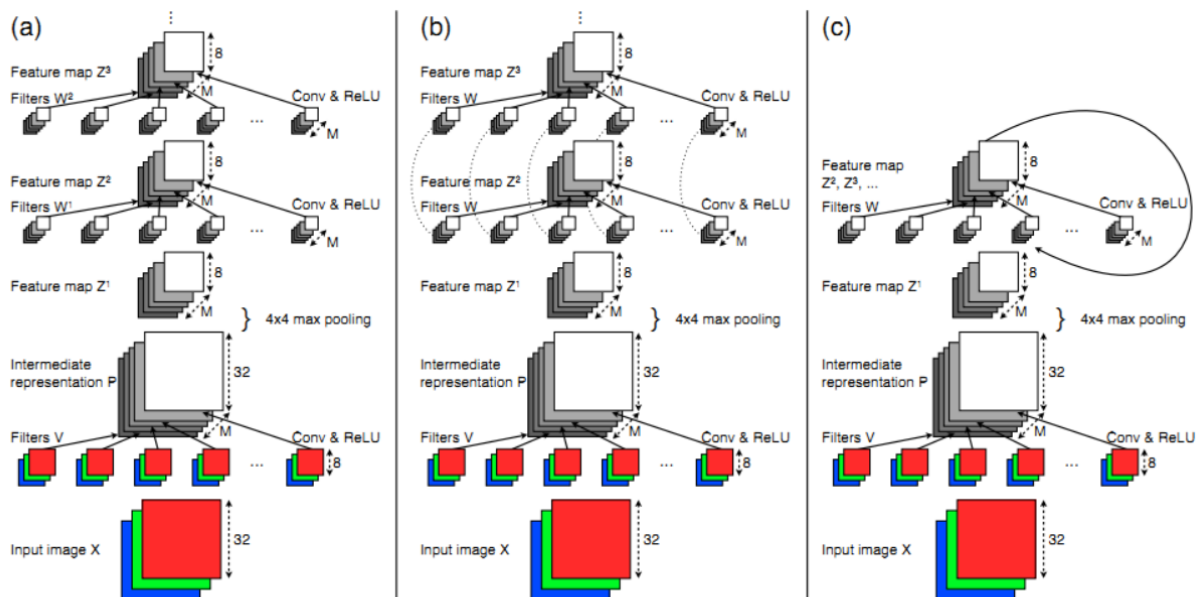 (a)
⋮
8
Feature map Z³
M
Filters W²
Conv & ReLU
...
M
8
Feature map Z²
M
Filters W¹
Conv & ReLU
...
M
8
Feature map Z¹
M
} 4x4 max pooling
Intermediate
representation P
32
M
Filters V
Conv & ReLU
...
8
Input image X
32
(b)
⋮
8
Feature map Z³
M
Filters W
Conv & ReLU
...
M
8
Feature map Z²
M
Filters W
Conv & ReLU
...
M
8
Feature map Z¹
M
} 4x4 max pooling
Intermediate
representation P
32
M
Filters V
Conv & ReLU
...
8
Input image X
32
(c)
8
Feature map
Z², Z³, ...
M
Filters W
Conv & ReLU
...
M
8
Feature map Z¹
M
} 4x4 max pooling
Intermediate
representation P
32
M
Filters V
Conv & ReLU
...
8
Input image X
32